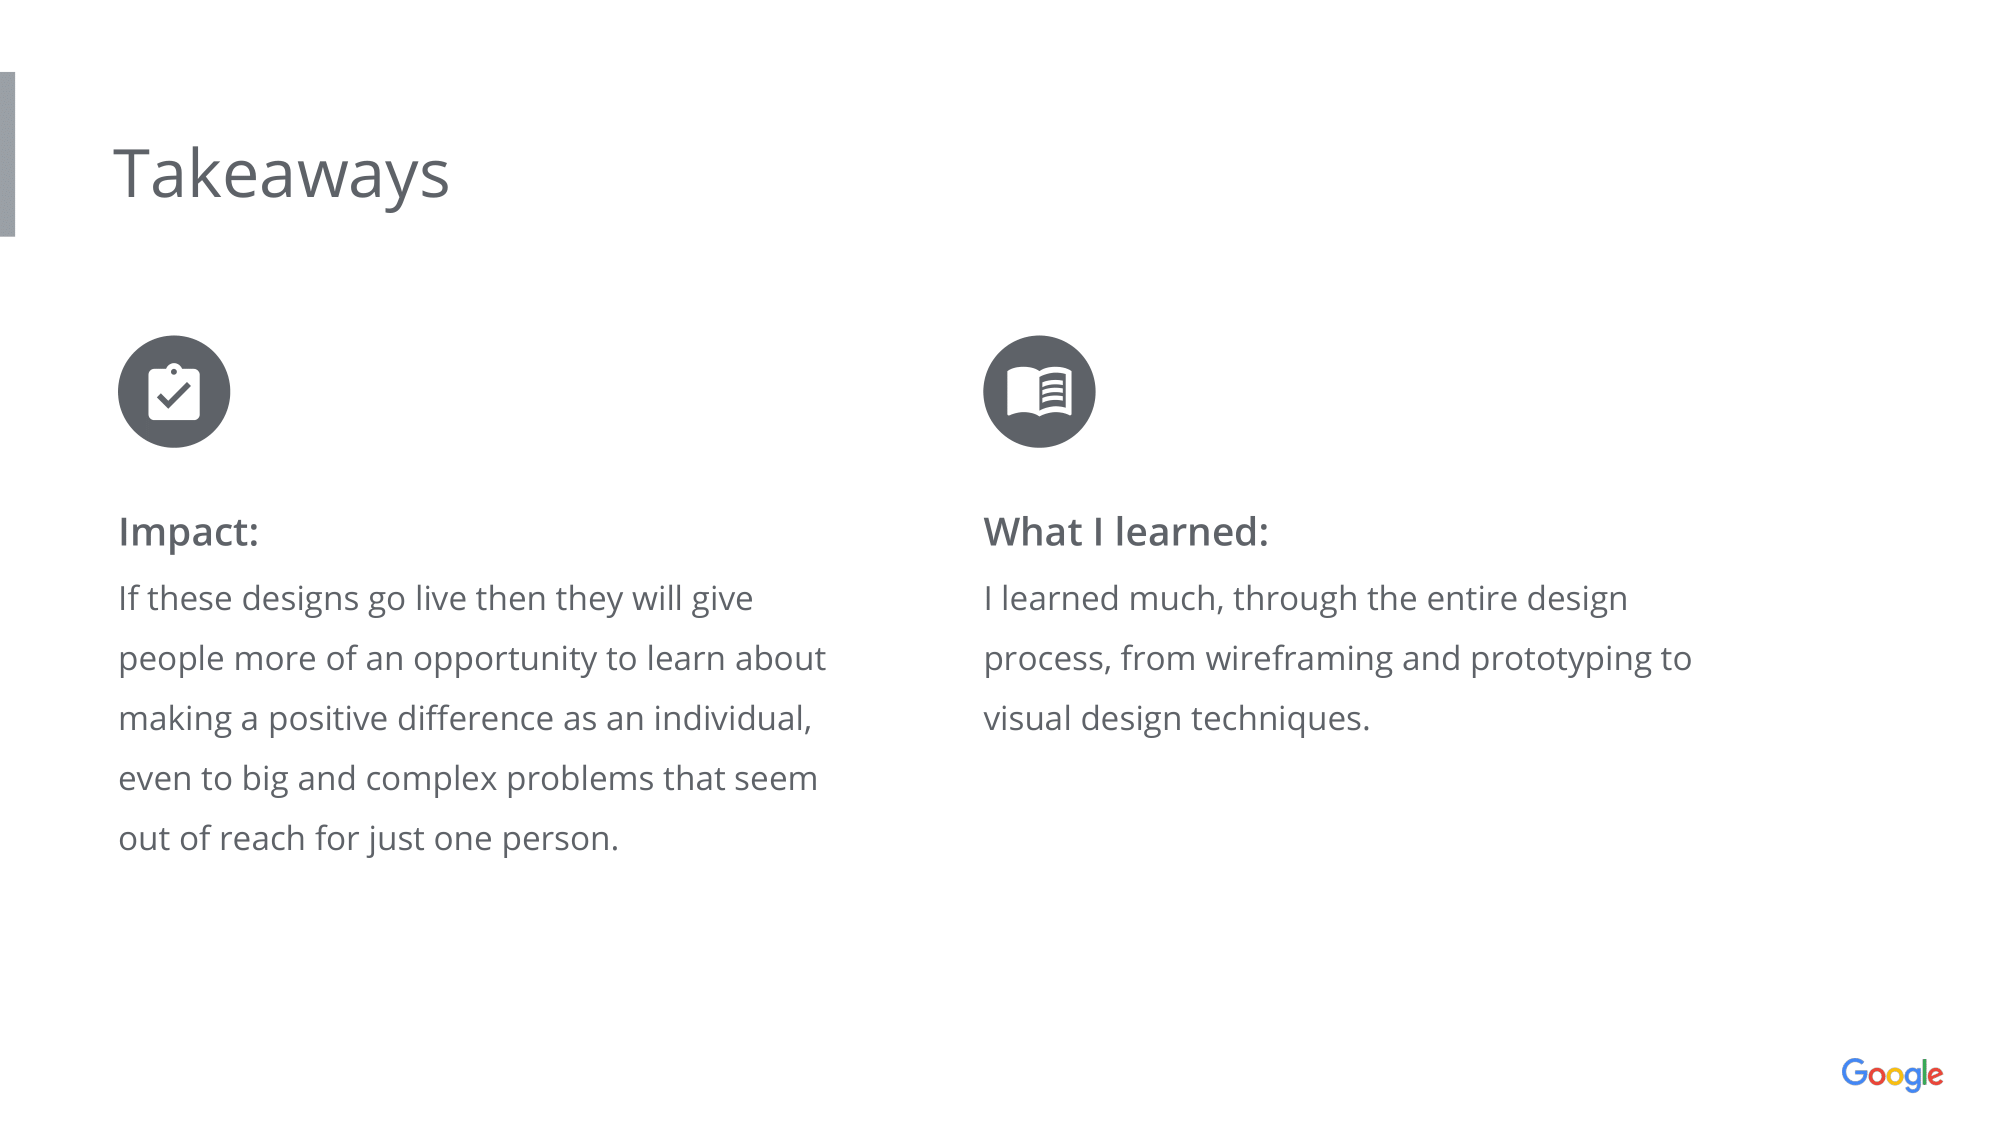 Takeaways
Impact:
If these designs go live then they will give
people more of an opportunity to learn about
making a positive difference as an individual,
even to big and complex problems that seem
out of reach for just one person.
What I learned:
I learned much, through the entire design
process, from wireframing and prototyping to
visual design techniques.
Google